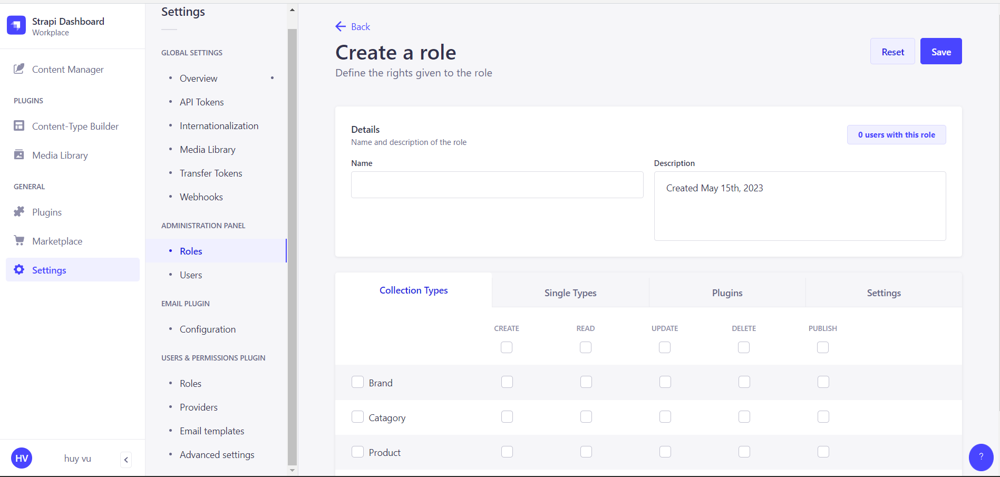 Strapi Dashboard
Workplace
Content Manager
PLUGINS
Content-Type Builder
Media Library
GENERAL
Plugins
Marketplace
Settings
HV
huy vu
Settings
GLOBAL SETTINGS
Overview
API Tokens
Internationalization
Media Library
Transfer Tokens
Webhooks
ADMINISTRATION PANEL
Roles
Users
EMAIL PLUGIN
Configuration
USERS & PERMISSIONS PLUGIN
Roles
Providers
Email templates
Advanced settings
Back
Create a role
Define the rights given to the role
Reset
Save
Details
Name and description of the role
0 users with this role
Name
Description
Created May 15th, 2023
Collection Types
Single Types
Plugins
Settings
CREATE
READ
UPDATE
DELETE
PUBLISH
Brand
Catagory
Product
?